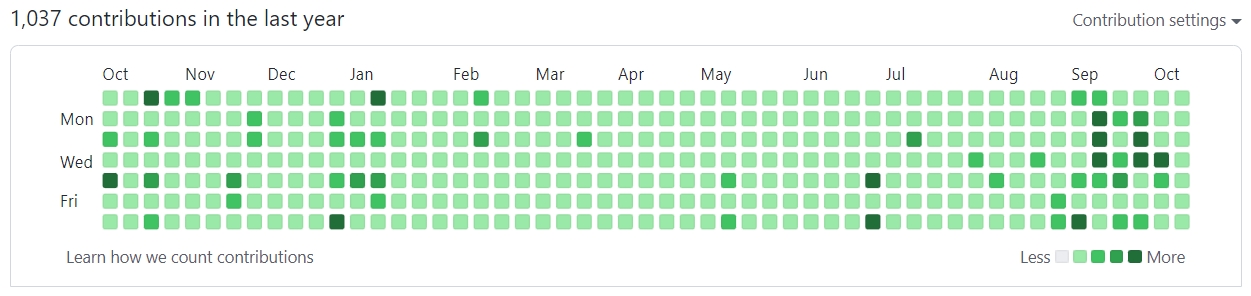 1,037 contributions in the last year
Contribution settings
Oct Nov Dec Jan Feb Mar Apr May Jun Jul Aug Sep Oct
Mon
Wed
Fri
Learn how we count contributions
Less More